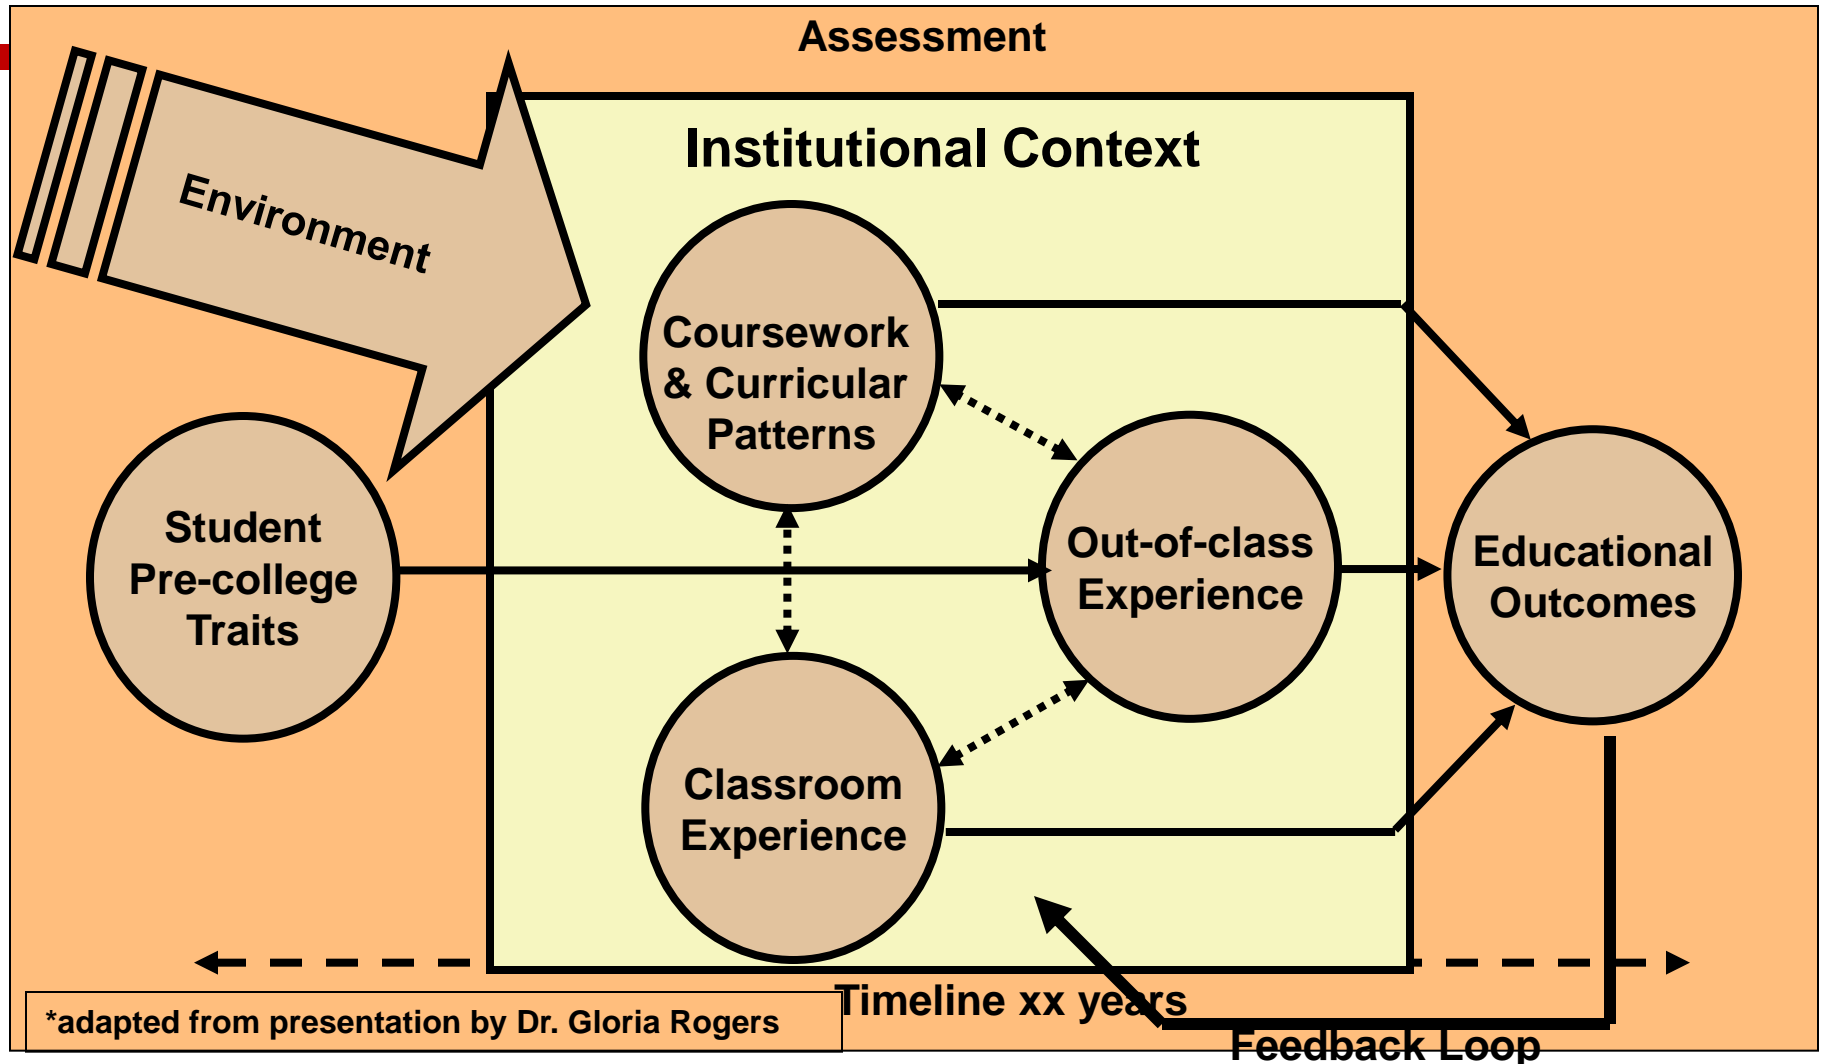 Assessment
Institutional Context
Environment
Coursework
& Curricular
Patterns
Student
Pre-college
Traits
Out-of-class
Experience
Educational
Outcomes
Classroom
Experience
Timeline xx years
*adapted from presentation by Dr. Gloria Rogers
Feedback Loop